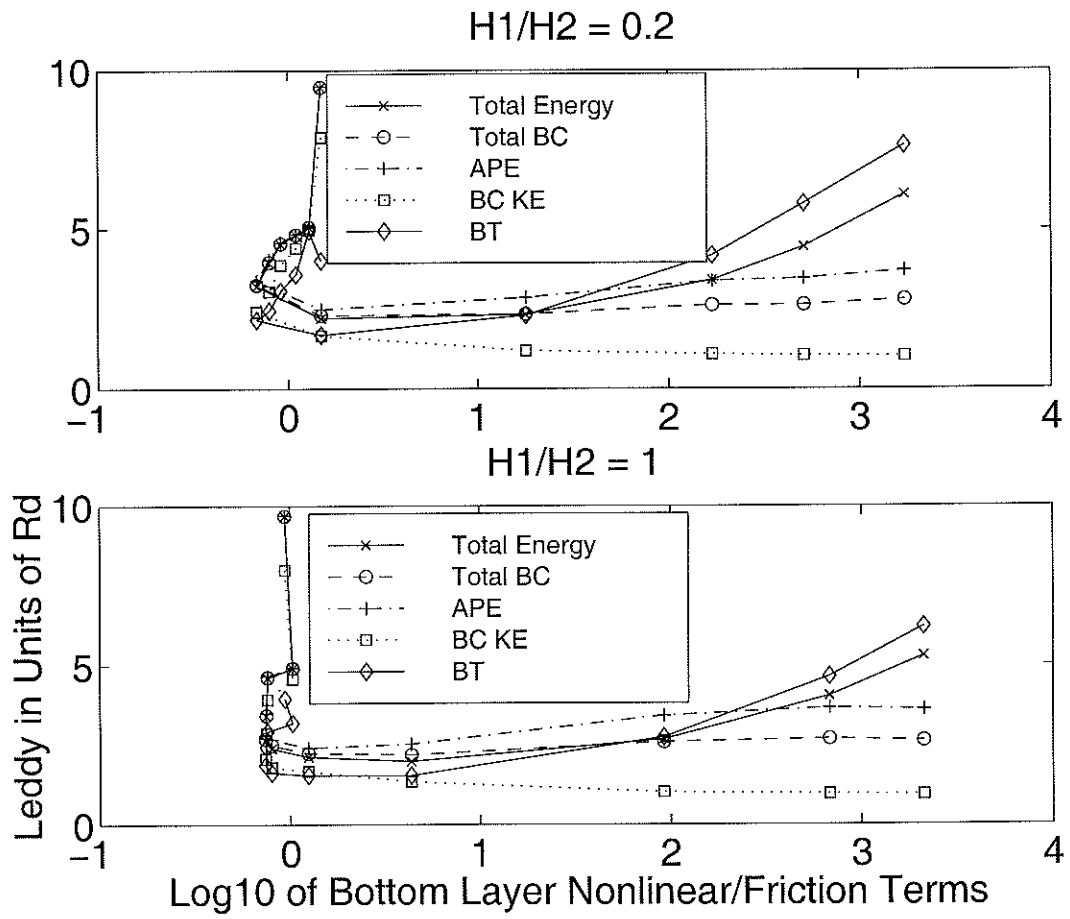 H1/H2 = 0.2
10
5
0
Total Energy
Total BC
APE
BC KE
BT
−1 0 1 2 3 4
H1/H2 = 1
Leddy in Units of Rd
10
5
0
Total Energy
Total BC
APE
BC KE
BT
−1 0 1 2 3 4
Log10 of Bottom Layer Nonlinear/Friction Terms